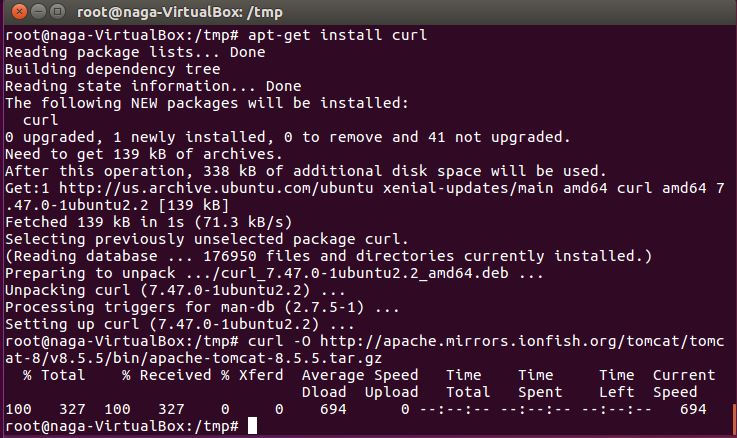 root@naga-VirtualBox: /tmp
root@naga-VirtualBox:/tmp# apt-get install curl
Reading package lists... Done
Building dependency tree
Reading state information... Done
The following NEW packages will be installed:
  curl
0 upgraded, 1 newly installed, 0 to remove and 41 not upgraded.
Need to get 139 kB of archives.
After this operation, 338 kB of additional disk space will be used.
Get:1 http://us.archive.ubuntu.com/ubuntu xenial-updates/main amd64 curl amd64 7
.47.0-1ubuntu2.2 [139 kB]
Fetched 139 kB in 1s (71.3 kB/s)
Selecting previously unselected package curl.
(Reading database ... 176950 files and directories currently installed.)
Preparing to unpack .../curl_7.47.0-1ubuntu2.2_amd64.deb ...
Unpacking curl (7.47.0-1ubuntu2.2) ...
Processing triggers for man-db (2.7.5-1) ...
Setting up curl (7.47.0-1ubuntu2.2) ...
root@naga-VirtualBox:/tmp# curl -O http://apache.mirrors.ionfish.org/tomcat/tomc
at-8/v8.5.5/bin/apache-tomcat-8.5.5.tar.gz
  % Total    % Received % Xferd  Average Speed   Time    Time     Time  Current
                                 Dload  Upload   Total   Spent    Left  Speed
100   327  100   327    0     0    694      0 --:--:-- --:--:-- --:--:--   694
root@naga-VirtualBox:/tmp#